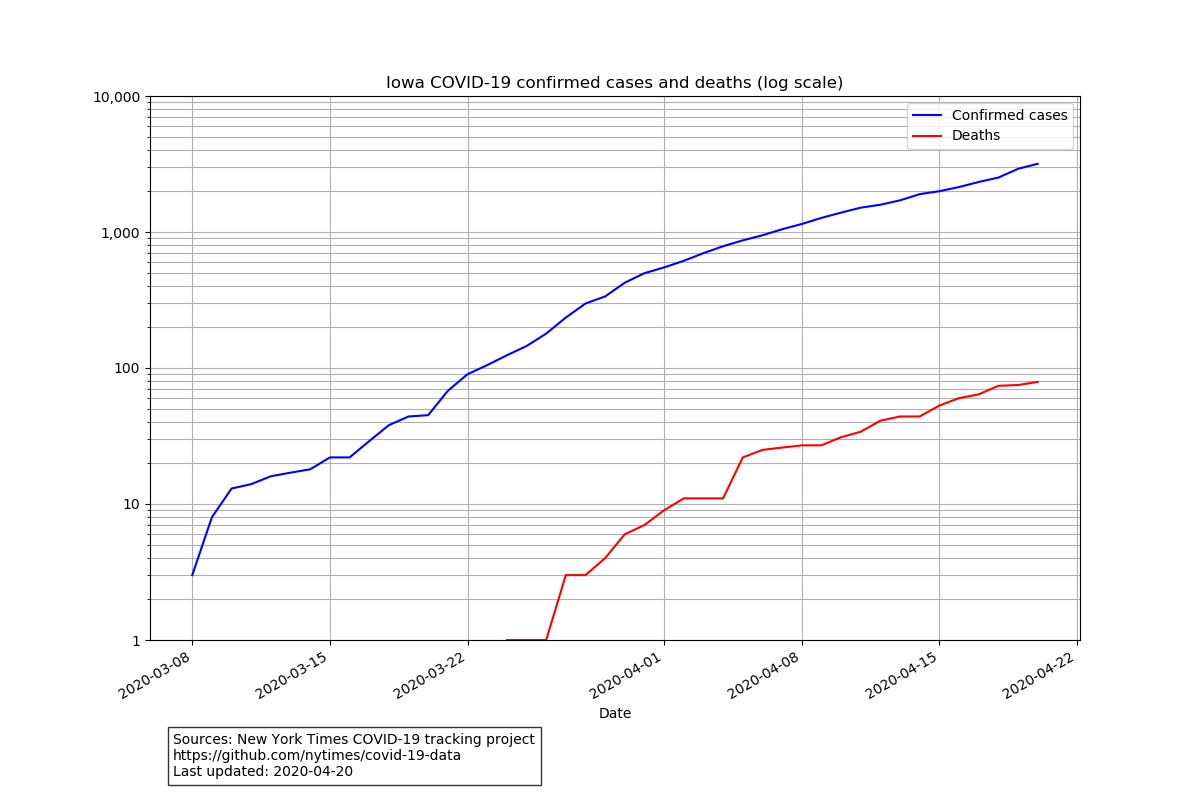 Iowa COVID-19 confirmed cases and deaths (log scale)
10,000
1,000
100
10
1
Confirmed cases
Deaths
2020-03-08
2020-03-15
2020-03-22
2020-04-01
2020-04-08
2020-04-15
2020-04-22
Date
Sources: New York Times COVID-19 tracking project
https://github.com/nytimes/covid-19-data
Last updated: 2020-04-20